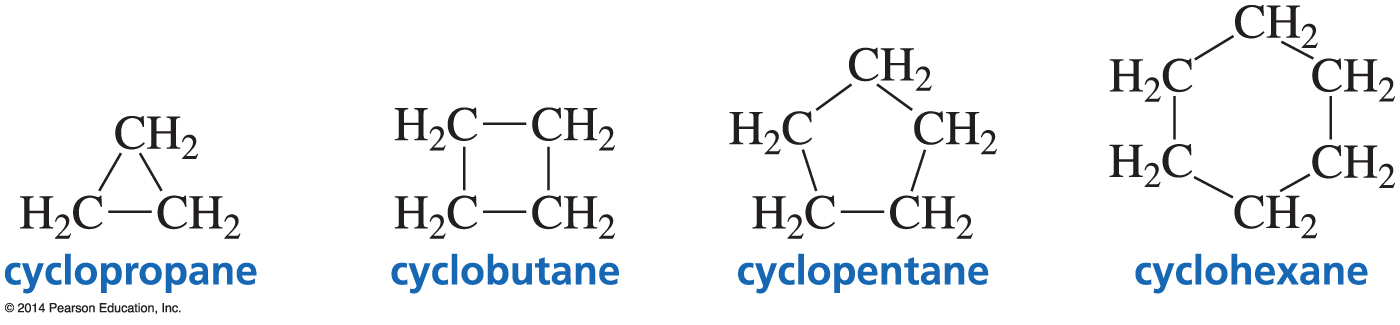 CH₂
H₂C—CH₂
cyclopropane
H₂C—CH₂
H₂C—CH₂
cyclobutane
CH₂
H₂C CH₂
H₂C—CH₂
cyclopentane
CH₂
H₂C CH₂
H₂C CH₂
CH₂
cyclohexane
© 2014 Pearson Education, Inc.